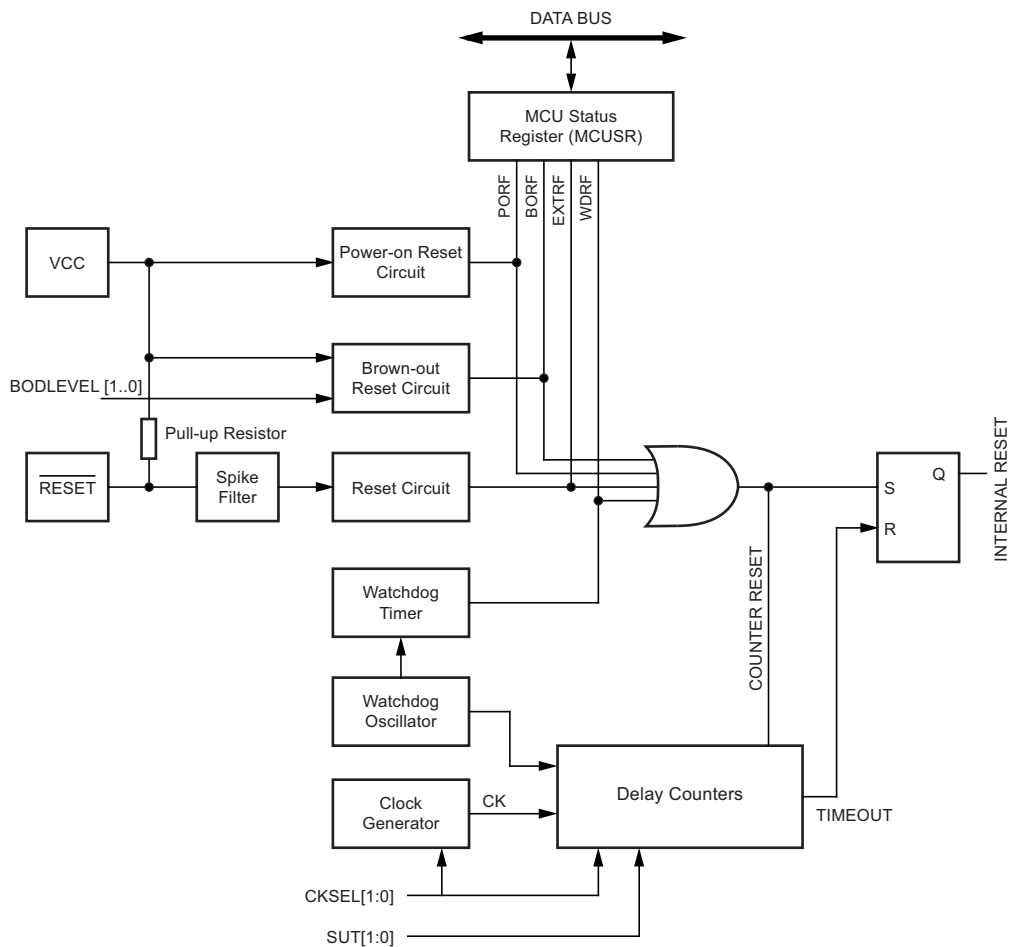 DATA BUS
MCU Status
Register (MCUSR)
PORF
BORF
EXTRF
WDRF
VCC
Power-on Reset
Circuit
Brown-out
Reset Circuit
BODLEVEL [1..0]
Pull-up Resistor
RESET
Spike
Filter
Reset Circuit
S
Q
R
INTERNAL RESET
Watchdog
Timer
COUNTER RESET
Watchdog
Oscillator
Clock
Generator
CK
Delay Counters
TIMEOUT
CKSEL[1:0]
SUT[1:0]